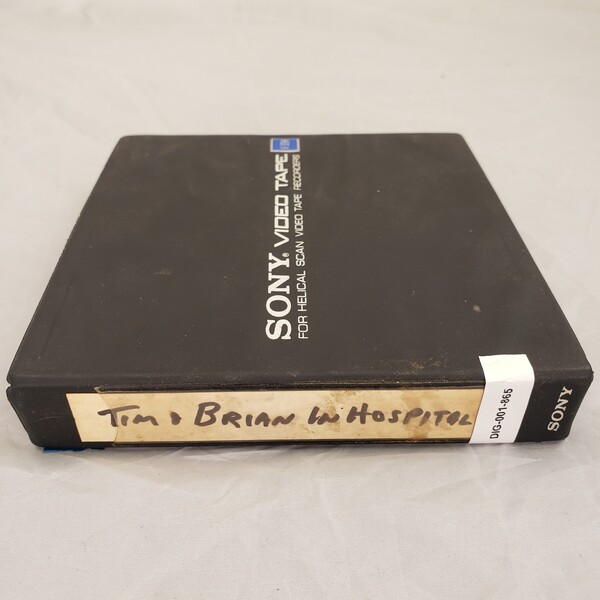 SONY® VIDEO TAPE
FOR HELICAL SCAN VIDEO TAPE RECORDERS
TIM & BRIAN IN HOSPITOL
DIG-001-865
SONY